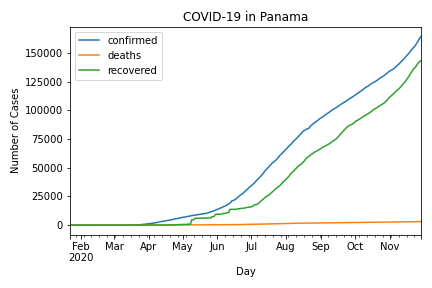 COVID-19 in Panama
confirmed
deaths
recovered
Number of Cases
150000
125000
100000
75000
50000
25000
0
Feb
2020
Mar
Apr
May
Jun
Jul
Aug
Sep
Oct
Nov
Day